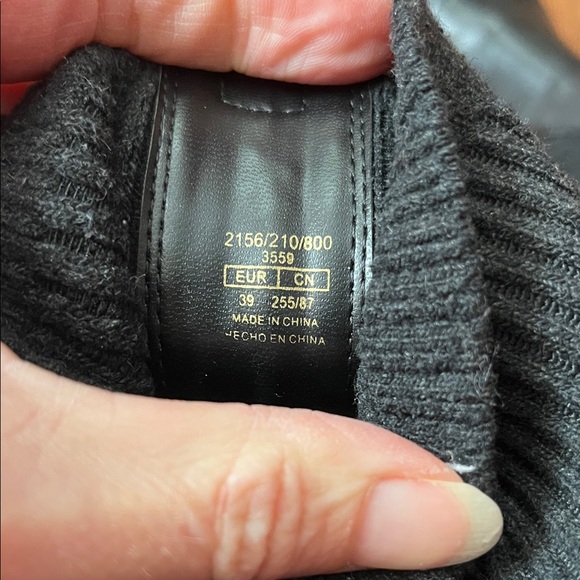 2156/210/800
3559
EUR CN
39 255/87
MADE IN CHINA
HECHO EN CHINA